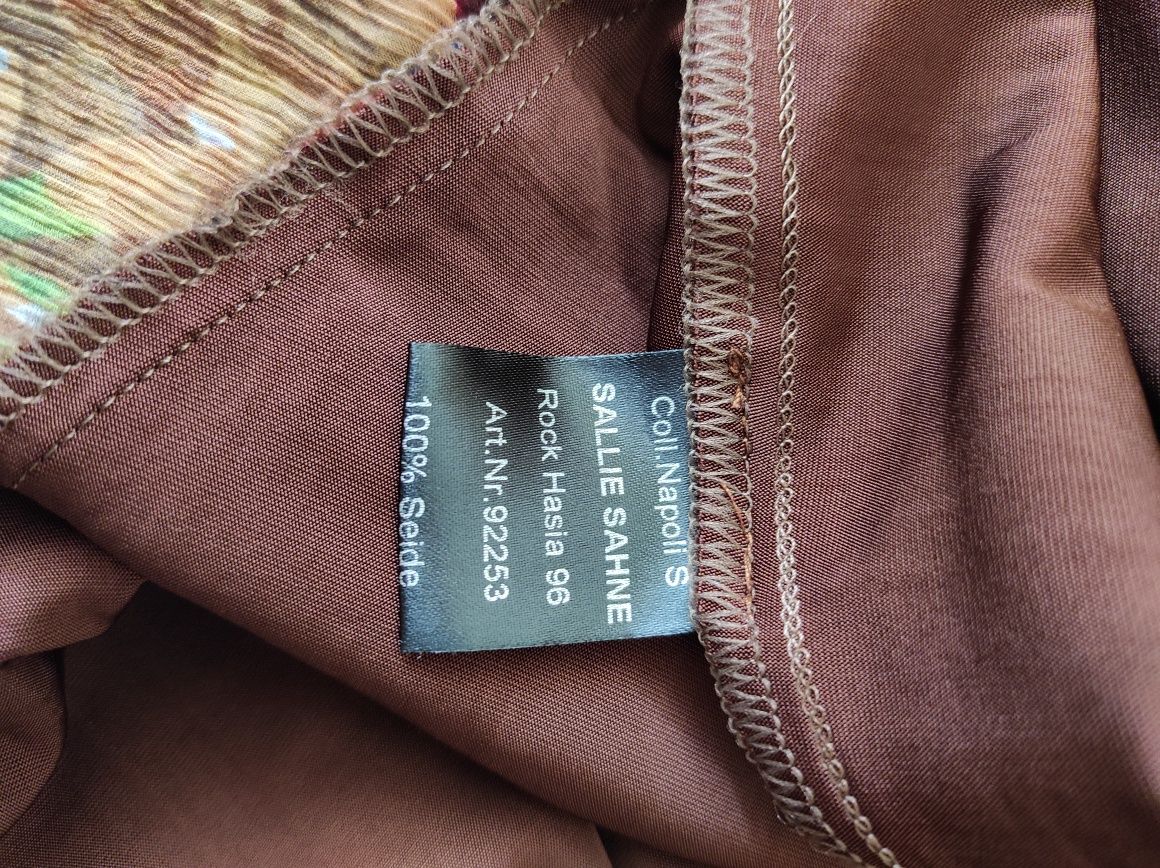 Coll.Napoli S
SALLIE SAHNE
Rock Hasia 96
Art.Nr.92253
100% Seide